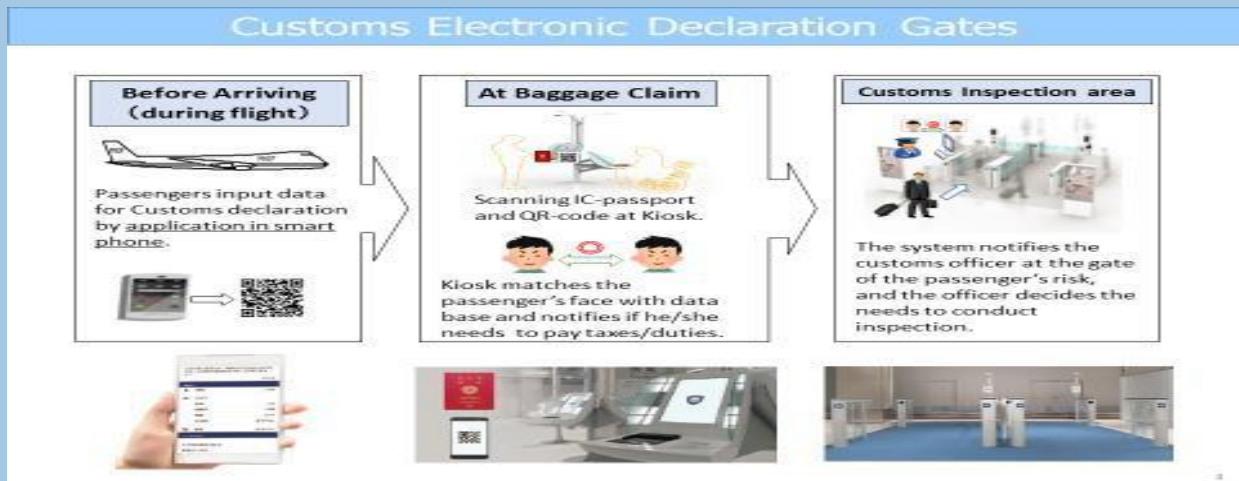 Customs Electronic Declaration Gates
Before Arriving
(during flight)
Passengers input data
for Customs declaration
by application in smart
phone.
At Baggage Claim
Scanning IC-passport
and QR-code at Kiosk.
Kiosk matches the
passenger's face with data
base and notifies if he/she
needs to pay taxes/duties.
Customs Inspection area
The system notifies the
customs officer at the gate
of the passenger's risk,
and the officer decides the
needs to conduct
inspection.